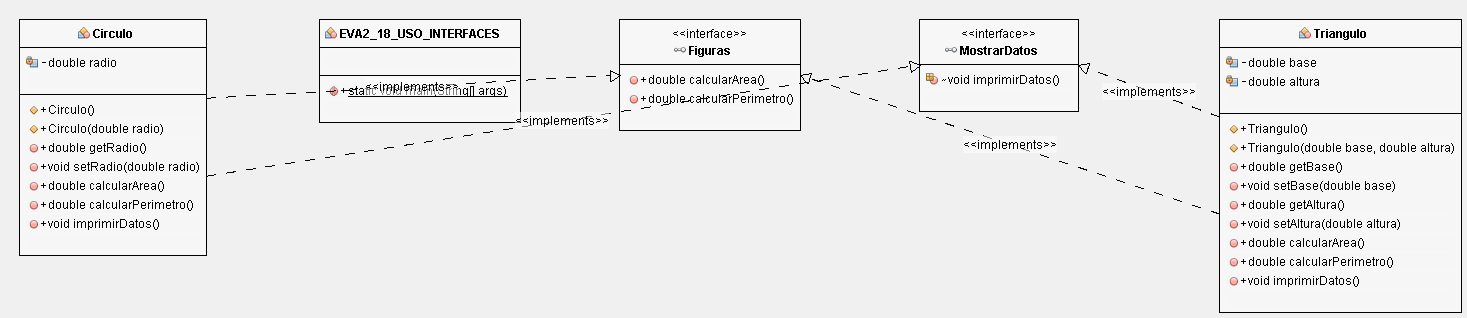 Circulo
- double radio
+ Circulo()
+ Circulo(double radio)
+ double getRadio()
+ void setRadio(double radio)
+ double calcularArea()
+ double calcularPerimetro()
+ void imprimirDatos()
EVA2_18_USO_INTERFACES
+ static void main(String[] args)
<<implements>>
<<implements>>
<<interface>>
Figuras
+ double calcularArea()
+ double calcularPerimetro()
<<interface>>
MostrarDatos
~ void imprimirDatos()
<<implements>>
<<implements>>
Triangulo
- double base
- double altura
+ Triangulo()
+ Triangulo(double base, double altura)
+ double getBase()
+ void setBase(double base)
+ double getAltura()
+ void setAltura(double altura)
+ double calcularArea()
+ double calcularPerimetro()
+ void imprimirDatos()